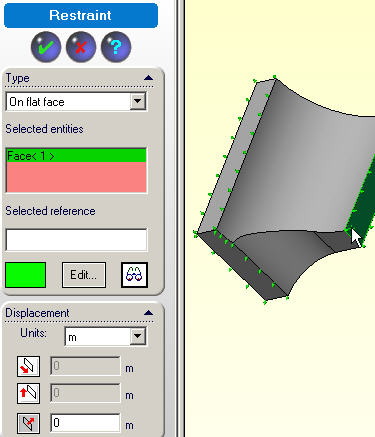 Restraint
?
Type
On flat face
Selected entities
Face< 1 >
Selected reference
Edit...
Displacement
Units: m
0 m
0 m
0 m